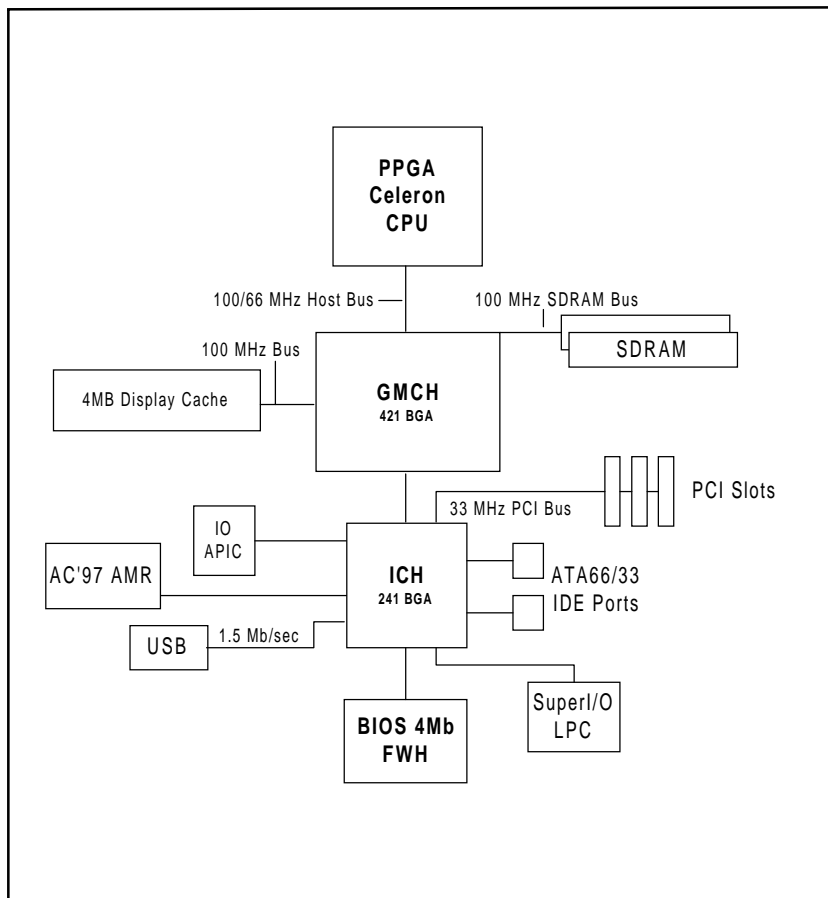 PPGA
Celeron
CPU
100/66 MHz Host Bus
100 MHz SDRAM Bus
SDRAM
100 MHz Bus
4MB Display Cache
GMCH
421 BGA
33 MHz PCI Bus
PCI Slots
IO
APIC
AC'97 AMR
ICH
241 BGA
ATA66/33
IDE Ports
USB
1.5 Mb/sec
BIOS 4Mb
FWH
SuperI/O
LPC